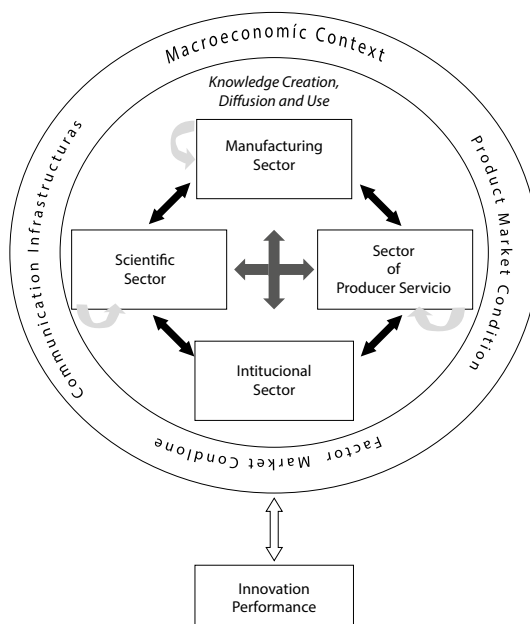 Macroeconomíc Context
Knowledge Creation,
Diffusion and Use
Manufacturing
Sector
Communication Infrastructuras
Product Market Condition
Scientific
Sector
Sector
of
Producer Servicio
Intitucional
Sector
Factor Market Condlone
Innovation
Performance